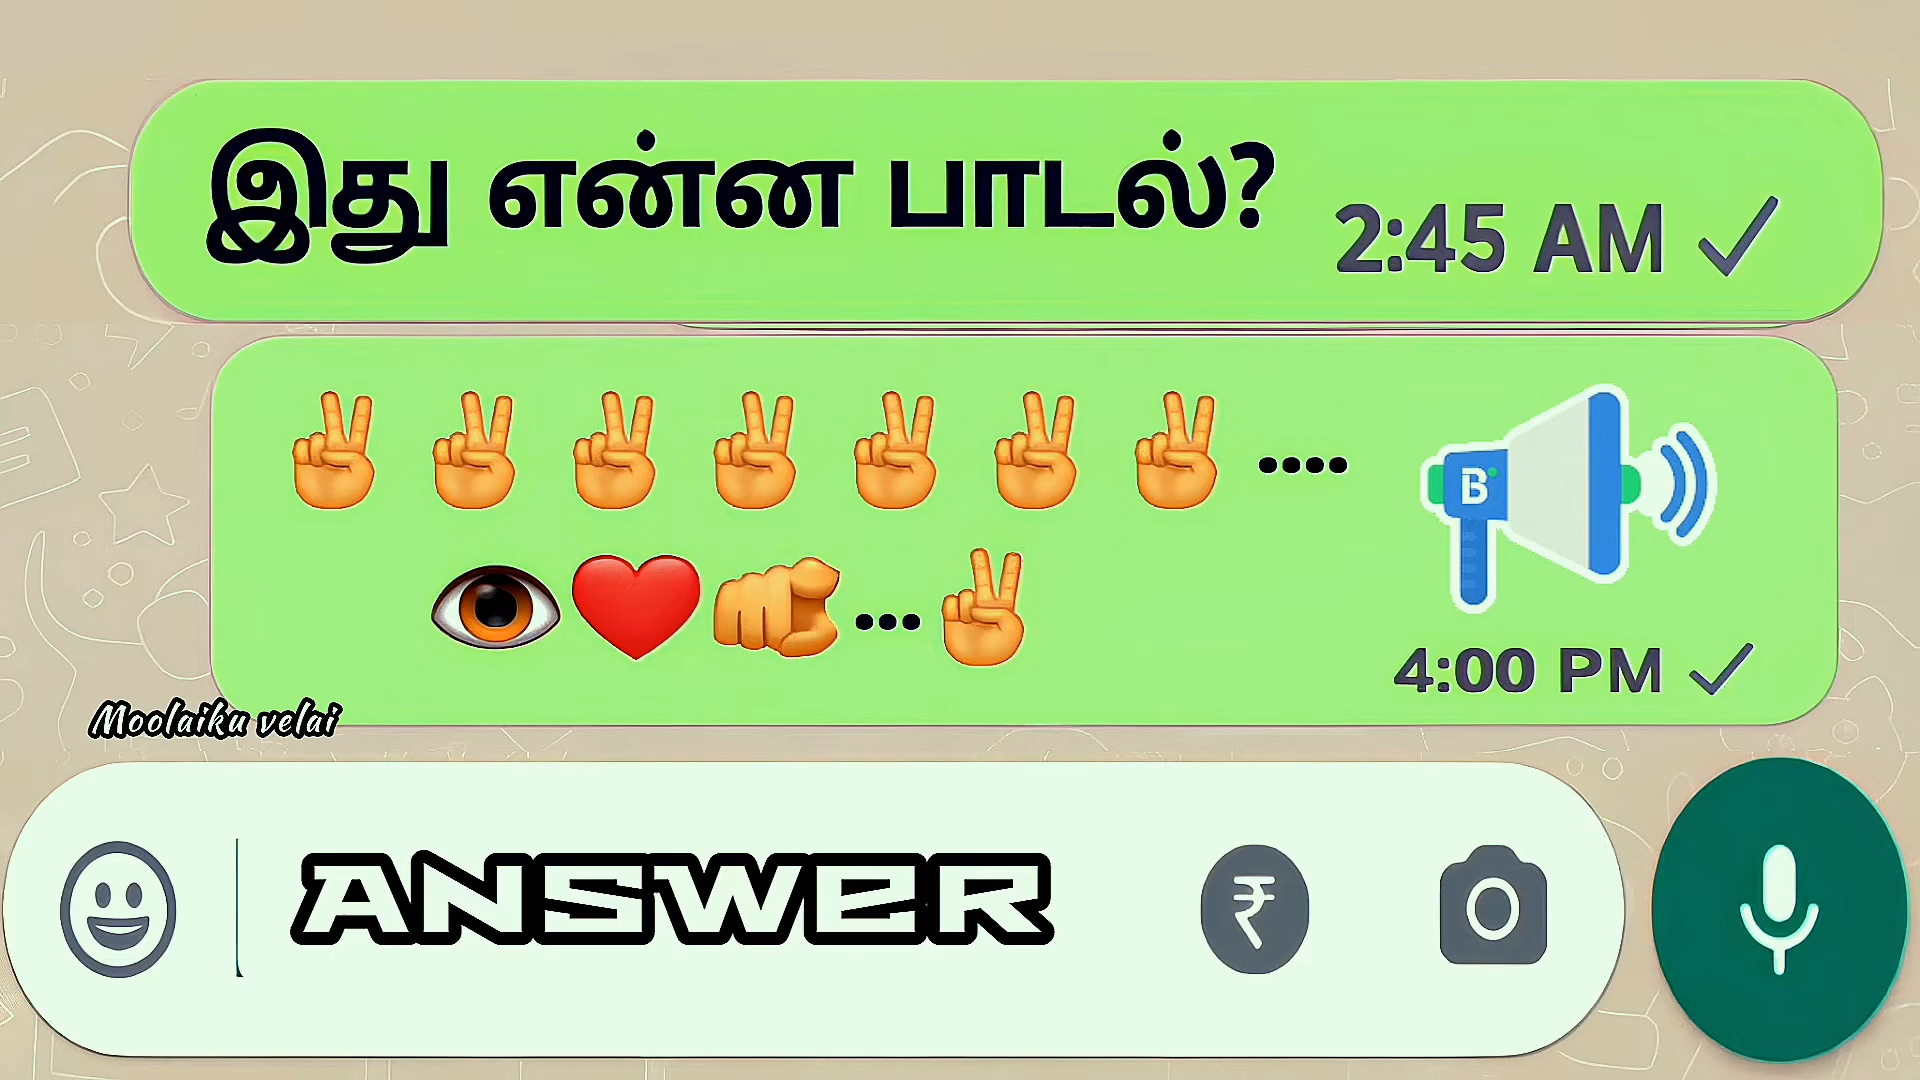 இது என்ன பாடல்?
2:45 AM
✌✌✌✌✌✌✌....
B
👁❤🫵...✌
4:00 PM
Moolaiku velai
ANSWER
₹